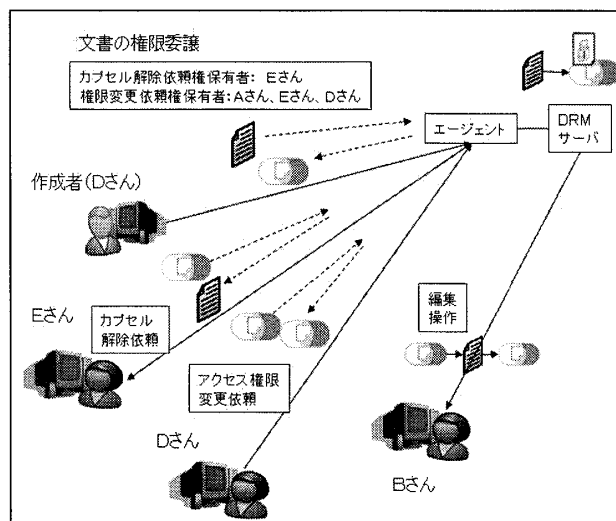 文書の権限委譲
カプセル解除依頼権保有者： Eさん
権限変更依頼権保有者：Aさん、Eさん、Dさん
エージェント
DRM
サーバ
作成者(Dさん)
Eさん
カプセル
解除依頼
編集
操作
アクセス権限
変更依頼
Dさん
Bさん